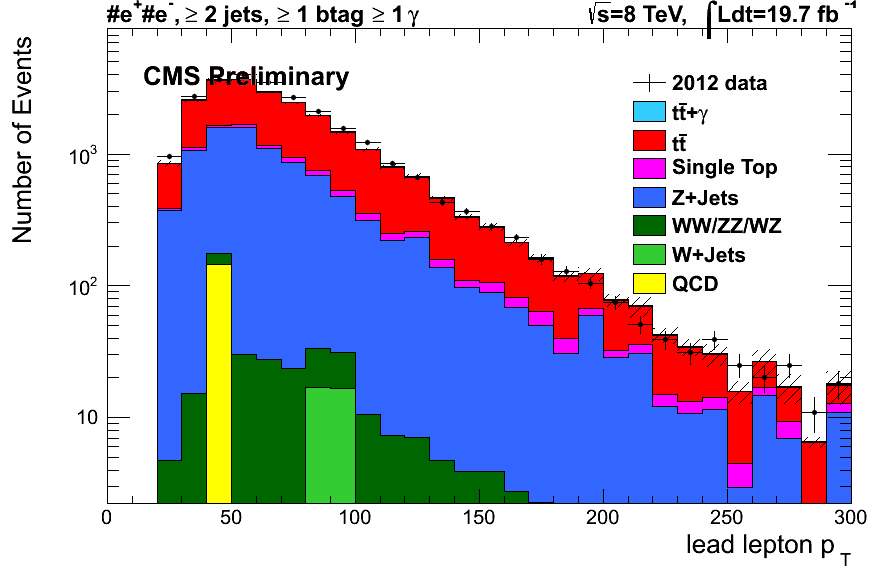 #e⁺#e⁻, ≥ 2 jets, ≥ 1 btag ≥ 1 γ √s=8 TeV, ∫Ldt=19.7 fb⁻¹
CMS Preliminary
2012 data
tt̄+γ
tt̄
Single Top
Z+Jets
WW/ZZ/WZ
W+Jets
QCD
Number of Events
10³
10²
10
0 50 100 150 200 250 300
lead lepton p_T